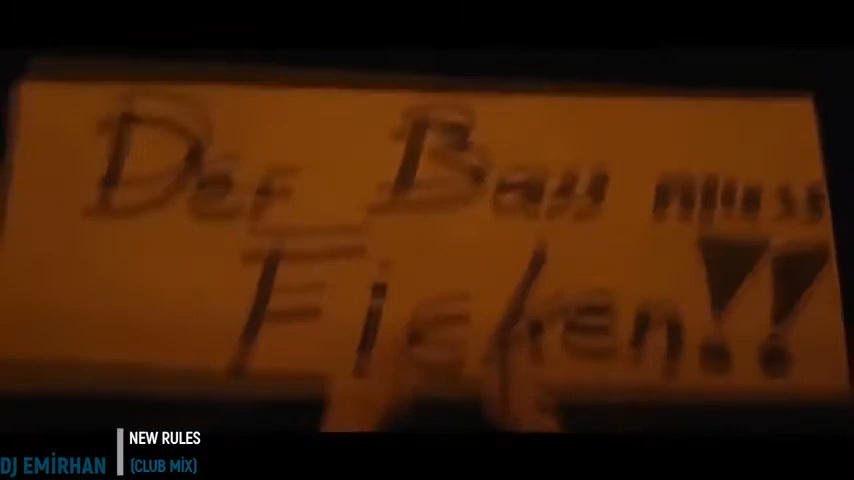 Der Bass muss
Ficken!!
NEW RULES
DJ EMİRHAN
(CLUB MİX)